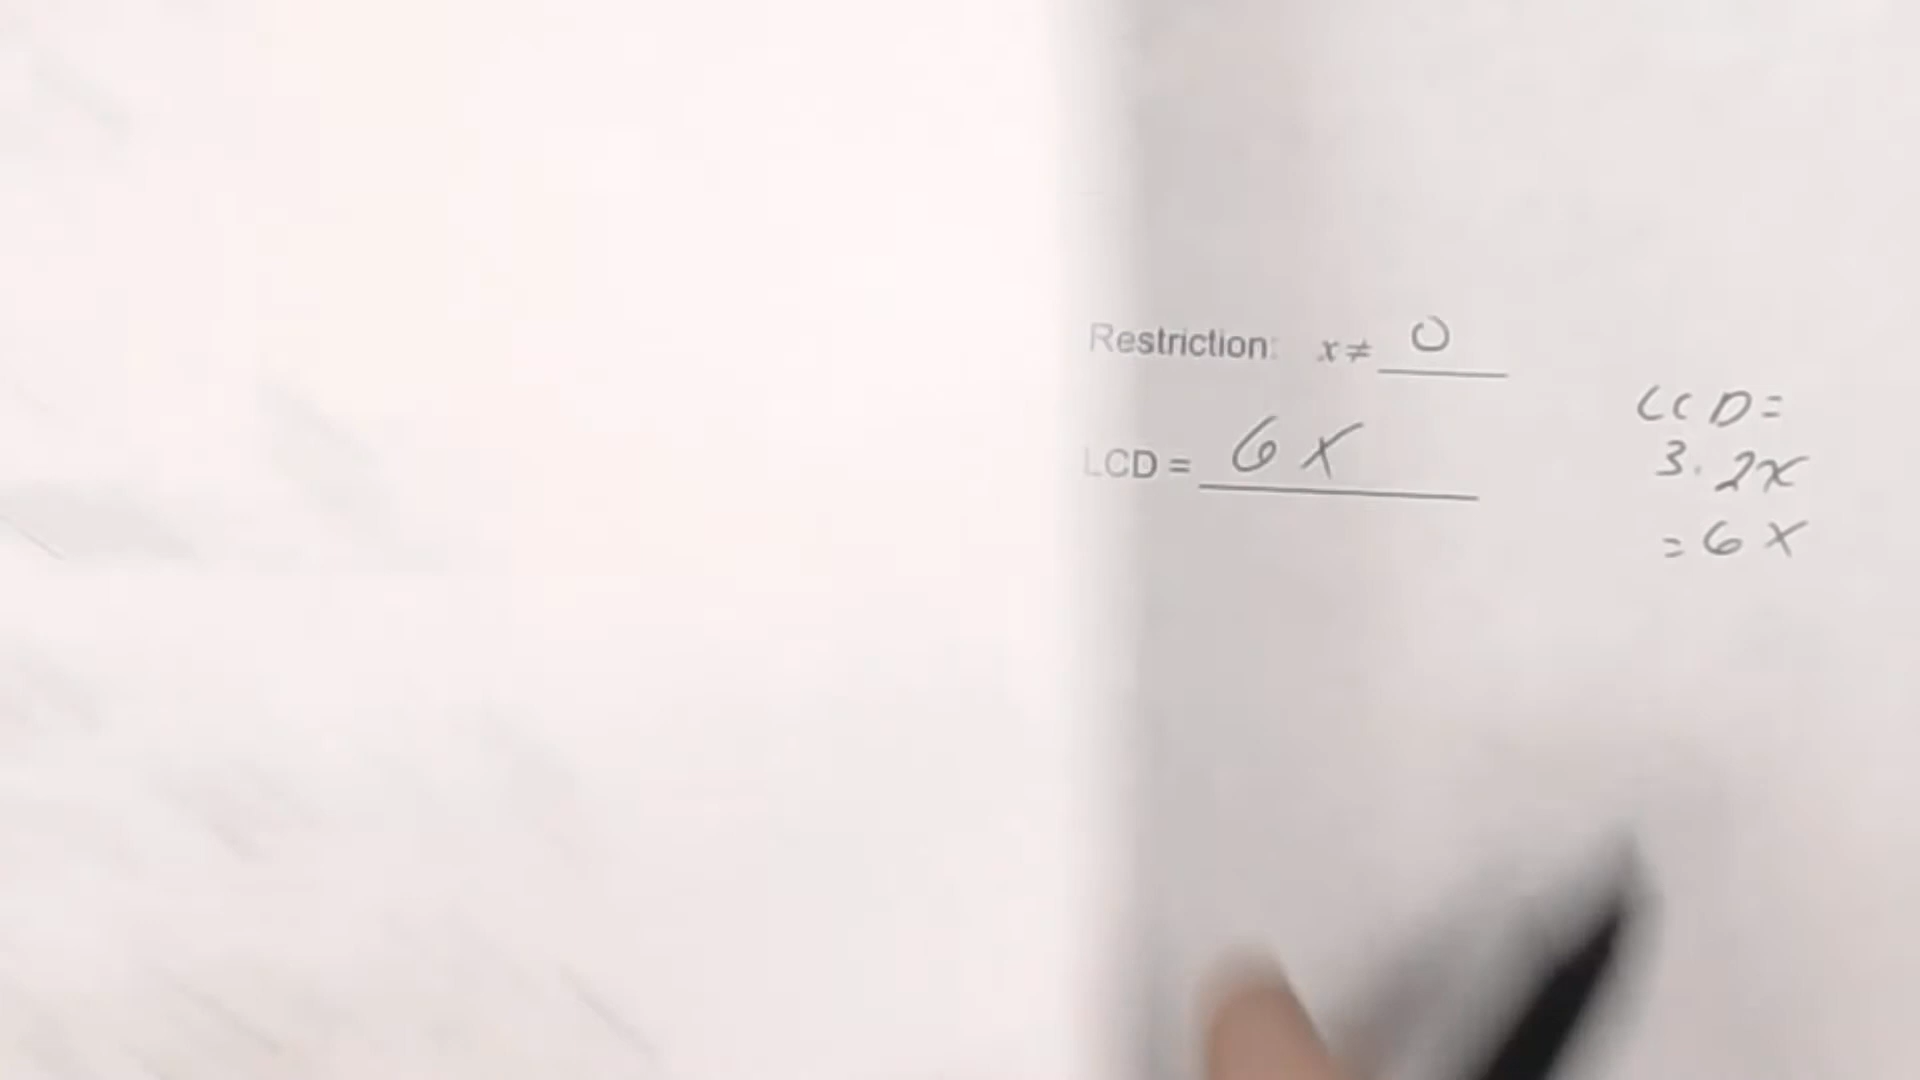 Restriction: x ≠ 0
LCD = 6x
LCD =
3. 2x
= 6x